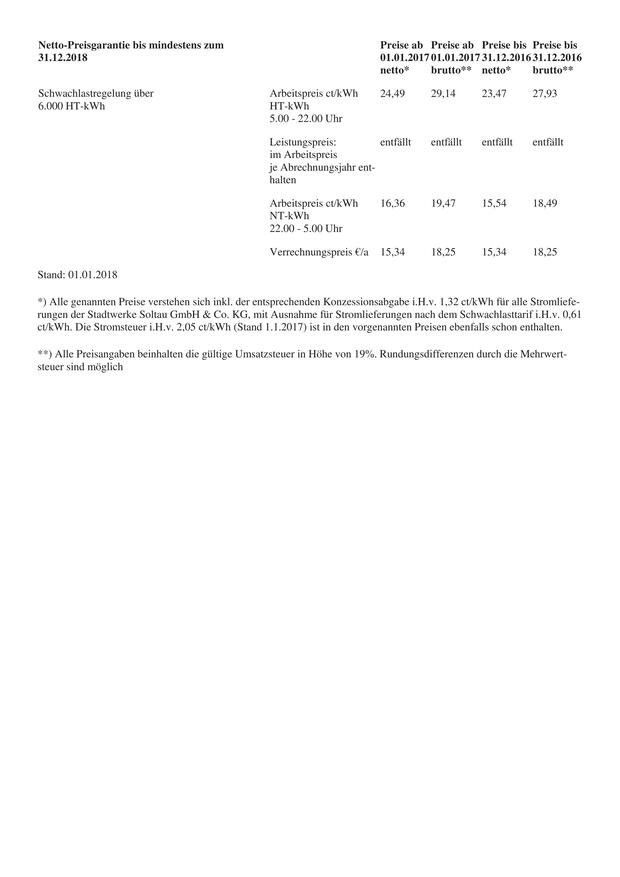 Netto-Preisgarantie bis mindestens zum Preise ab Preise ab Preise bis Preise bis
31.12.2018 01.01.2017 01.01.2017 31.12.2016 31.12.2016
netto* brutto** netto* brutto**
Schwachlastregelung über Arbeitspreis ct/kWh 24,49 29,14 23,47 27,93
6.000 HT-kWh HT-kWh
5.00 - 22.00 Uhr
Leistungspreis: entfällt entfällt entfällt entfällt
im Arbeitspreis
je Abrechnungsjahr ent-
halten
Arbeitspreis ct/kWh 16,36 19,47 15,54 18,49
NT-kWh
22.00 - 5.00 Uhr
Verrechnungspreis €/a 15,34 18,25 15,34 18,25
Stand: 01.01.2018
*) Alle genannten Preise verstehen sich inkl. der entsprechenden Konzessionsabgabe i.H.v. 1,32 ct/kWh für alle Stromliefe-
rungen der Stadtwerke Soltau GmbH & Co. KG, mit Ausnahme für Stromlieferungen nach dem Schwachlasttarif i.H.v. 0,61
ct/kWh. Die Stromsteuer i.H.v. 2,05 ct/kWh (Stand 1.1.2017) ist in den vorgenannten Preisen ebenfalls schon enthalten.
**) Alle Preisangaben beinhalten die gültige Umsatzsteuer in Höhe von 19%. Rundungsdifferenzen durch die Mehrwert-
steuer sind möglich